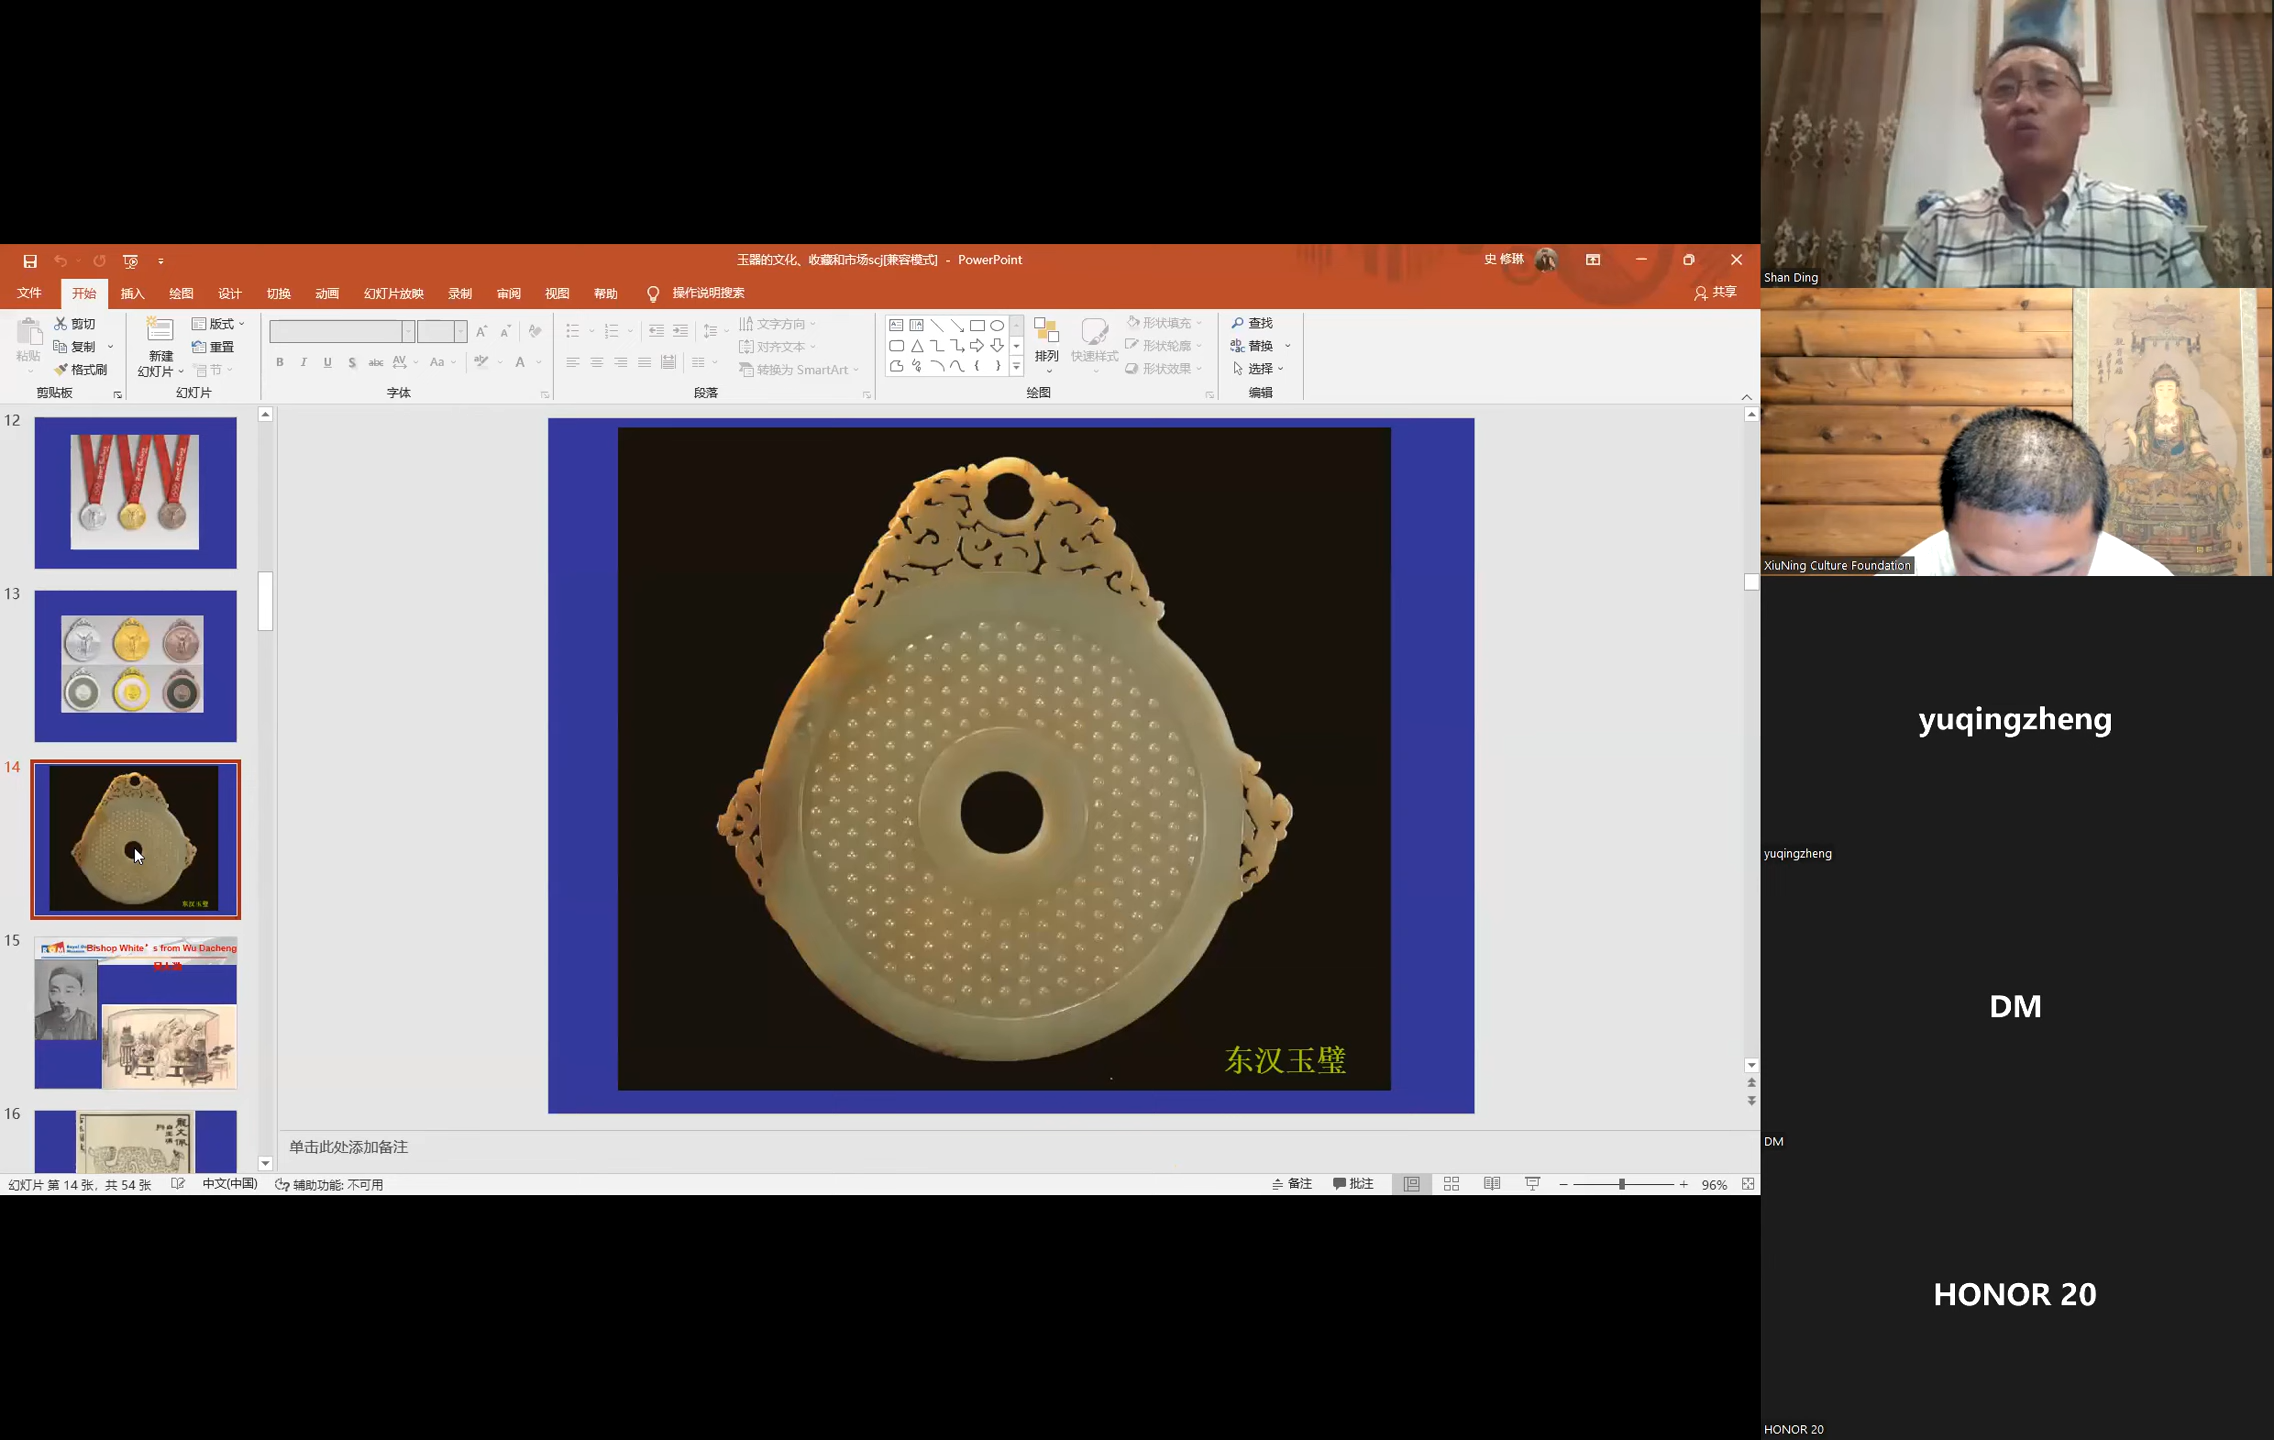 玉器的文化、收藏和市场scj[兼容模式] - PowerPoint
史 修琳
文件 开始 插入 绘图 设计 切换 动画 幻灯片放映 录制 审阅 视图 帮助 操作说明搜索
共享
粘贴
剪切
复制
格式刷
剪贴板
新建
幻灯片
版式
重置
节
幻灯片
B I U S abc AV Aa A
字体
文字方向
对齐文本
转换为 SmartArt
段落
排列
快速样式
形状填充
形状轮廓
形状效果
绘图
查找
替换
选择
编辑
12
13
14
东汉玉璧
15
Bishop White's from Wu Dacheng
16
东汉玉璧
单击此处添加备注
幻灯片 第 14 张，共 54 张
中文(中国)
辅助功能: 不可用
备注
批注
96%
Shan Ding
XiuNing Culture Foundation
yuqingzheng
yuqingzheng
DM
DM
HONOR 20
HONOR 20